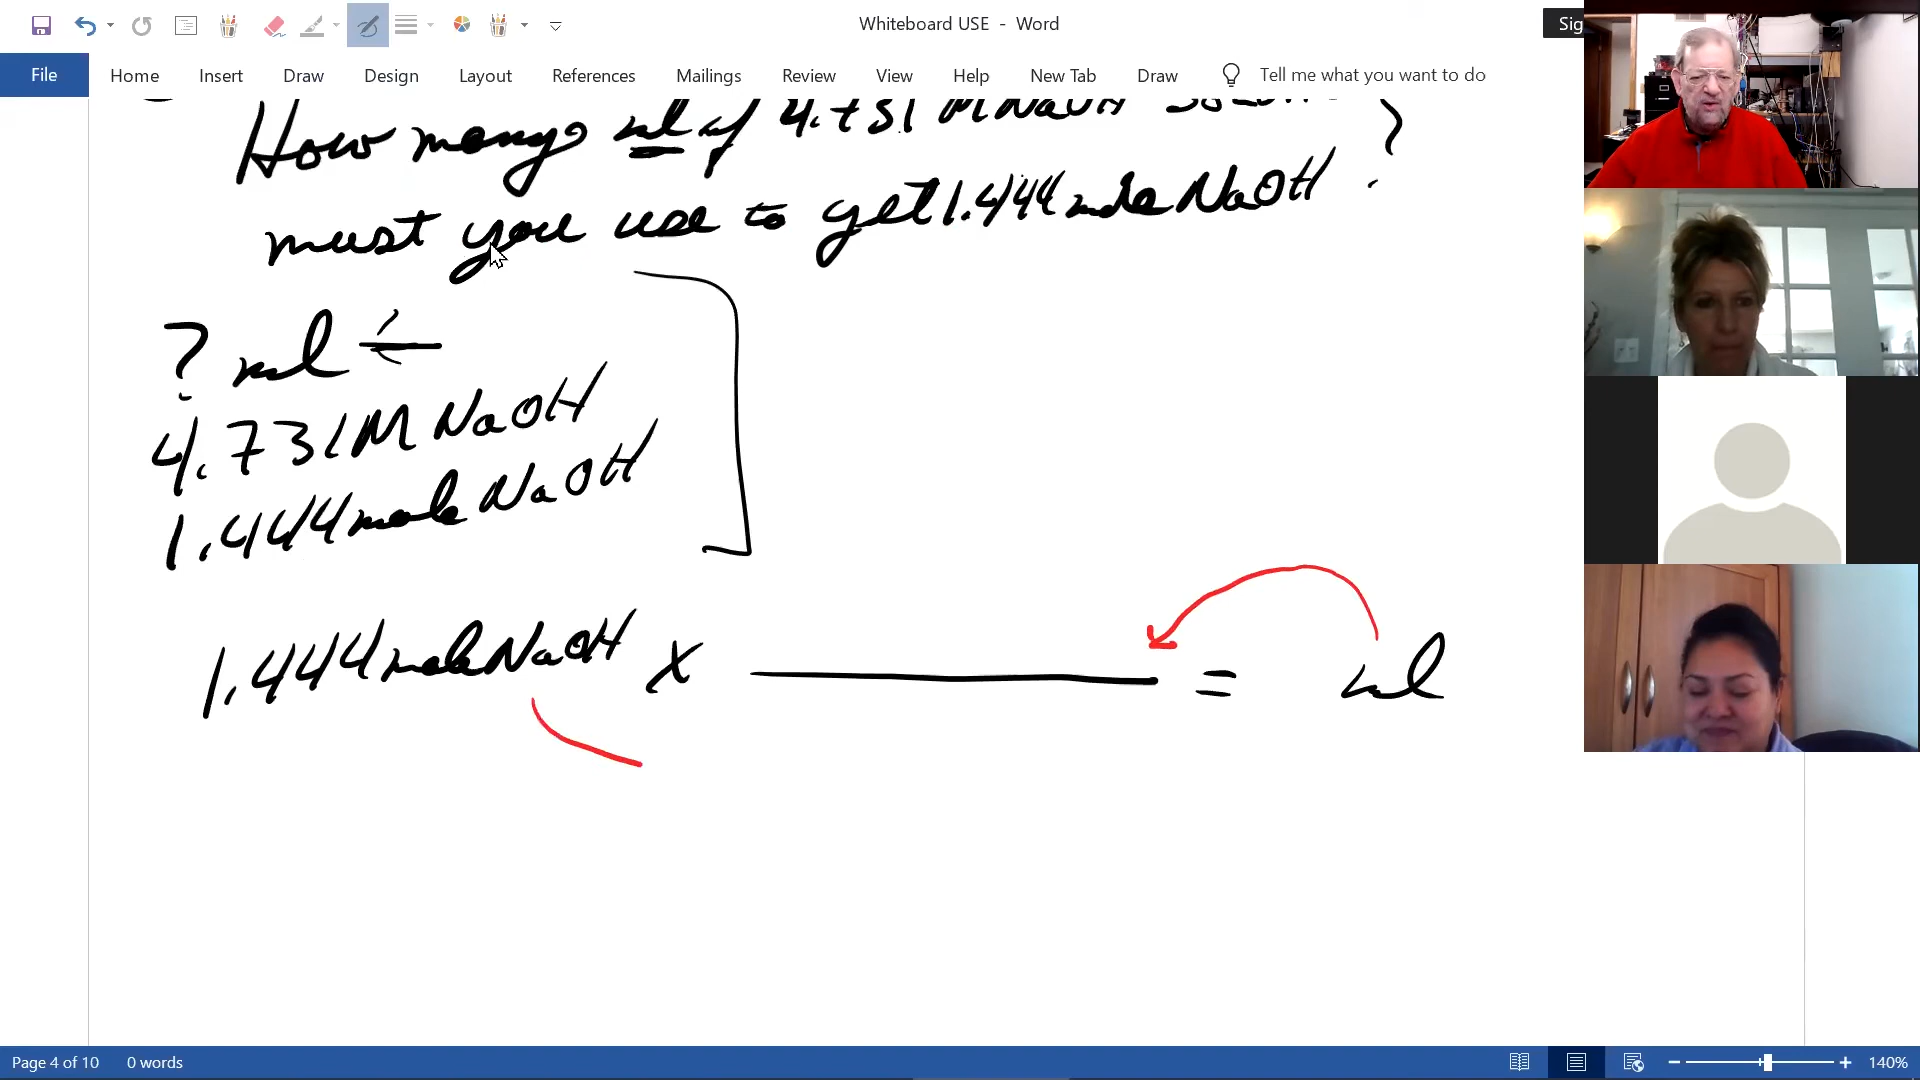 Whiteboard USE - Word
Sig
File Home Insert Draw Design Layout References Mailings Review View Help New Tab Draw Tell me what you want to do
How many ml of 4.731 M NaOH
must you use to get 1.444 mole NaOH ?
? ml ←
4.731 M NaOH
1.444 mole NaOH
1.444 mole NaOH x = ml
Page 4 of 10 0 words 140%